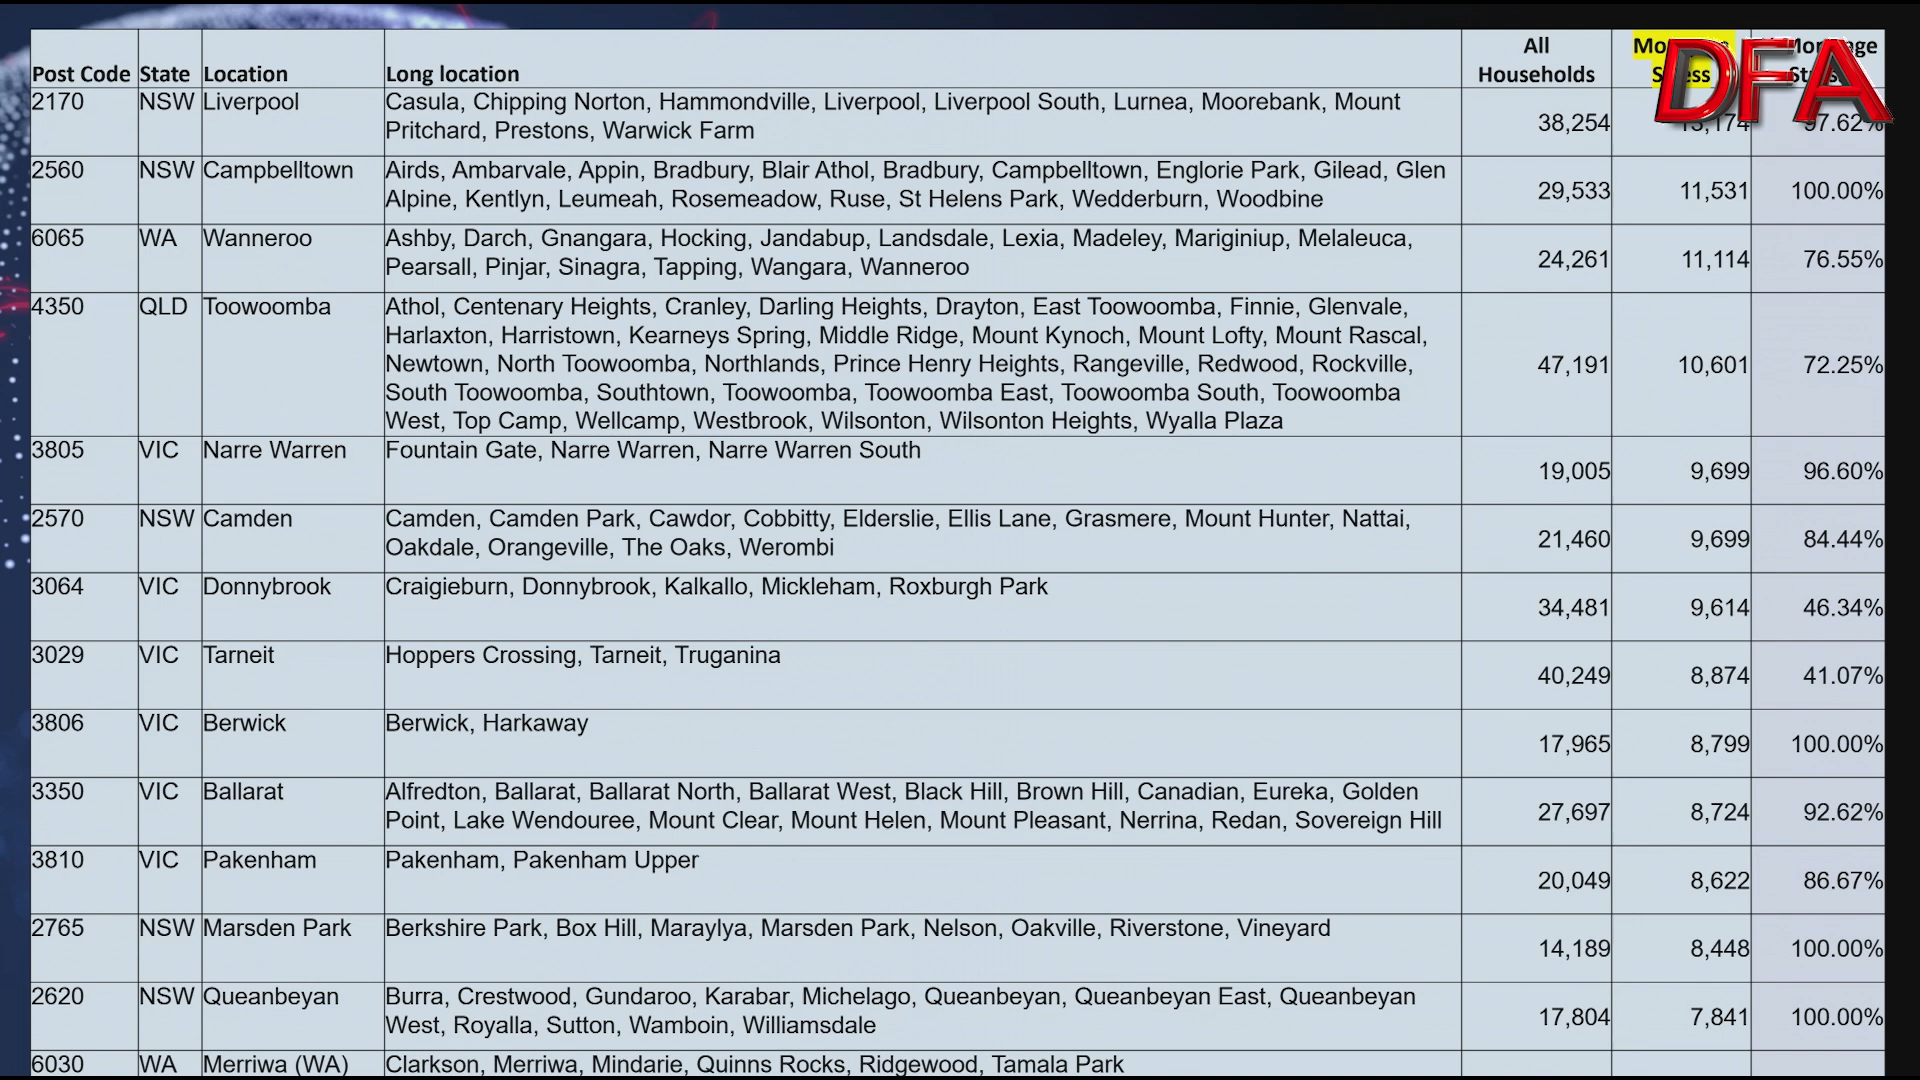 DFA
Post Code State Location Long location All Households Mortgage Stress Mortgage Stress
2170 NSW Liverpool Casula, Chipping Norton, Hammondville, Liverpool, Liverpool South, Lurnea, Moorebank, Mount
Pritchard, Prestons, Warwick Farm
38,254 13,174 97.62%
2560 NSW Campbelltown Airds, Ambarvale, Appin, Bradbury, Blair Athol, Bradbury, Campbelltown, Englorie Park, Gilead, Glen
Alpine, Kentlyn, Leumeah, Rosemeadow, Ruse, St Helens Park, Wedderburn, Woodbine
29,533 11,531 100.00%
6065 WA Wanneroo Ashby, Darch, Gnangara, Hocking, Jandabup, Landsdale, Lexia, Madeley, Mariginiup, Melaleuca,
Pearsall, Pinjar, Sinagra, Tapping, Wangara, Wanneroo
24,261 11,114 76.55%
4350 QLD Toowoomba Athol, Centenary Heights, Cranley, Darling Heights, Drayton, East Toowoomba, Finnie, Glenvale,
Harlaxton, Harristown, Kearneys Spring, Middle Ridge, Mount Kynoch, Mount Lofty, Mount Rascal,
Newtown, North Toowoomba, Northlands, Prince Henry Heights, Rangeville, Redwood, Rockville,
South Toowoomba, Southtown, Toowoomba, Toowoomba East, Toowoomba South, Toowoomba
West, Top Camp, Wellcamp, Westbrook, Wilsonton, Wilsonton Heights, Wyalla Plaza
47,191 10,601 72.25%
3805 VIC Narre Warren Fountain Gate, Narre Warren, Narre Warren South
19,005 9,699 96.60%
2570 NSW Camden Camden, Camden Park, Cawdor, Cobbitty, Elderslie, Ellis Lane, Grasmere, Mount Hunter, Nattai,
Oakdale, Orangeville, The Oaks, Werombi
21,460 9,699 84.44%
3064 VIC Donnybrook Craigieburn, Donnybrook, Kalkallo, Mickleham, Roxburgh Park
34,481 9,614 46.34%
3029 VIC Tarneit Hoppers Crossing, Tarneit, Truganina
40,249 8,874 41.07%
3806 VIC Berwick Berwick, Harkaway
17,965 8,799 100.00%
3350 VIC Ballarat Alfredton, Ballarat, Ballarat North, Ballarat West, Black Hill, Brown Hill, Canadian, Eureka, Golden
Point, Lake Wendouree, Mount Clear, Mount Helen, Mount Pleasant, Nerrina, Redan, Sovereign Hill
27,697 8,724 92.62%
3810 VIC Pakenham Pakenham, Pakenham Upper
20,049 8,622 86.67%
2765 NSW Marsden Park Berkshire Park, Box Hill, Maraylya, Marsden Park, Nelson, Oakville, Riverstone, Vineyard
14,189 8,448 100.00%
2620 NSW Queanbeyan Burra, Crestwood, Gundaroo, Karabar, Michelago, Queanbeyan, Queanbeyan East, Queanbeyan
West, Royalla, Sutton, Wamboin, Williamsdale
17,804 7,841 100.00%
6030 WA Merriwa (WA) Clarkson, Merriwa, Mindarie, Quinns Rocks, Ridgewood, Tamala Park